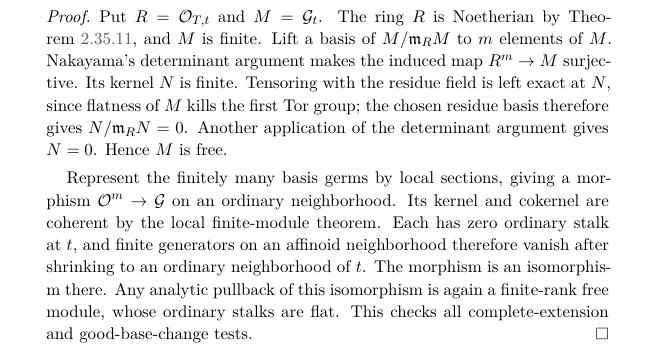 Proof. Put R = 𝒪_{T,t} and M = 𝒢_t. The ring R is Noetherian by Theo-
rem 2.35.11, and M is finite. Lift a basis of M/𝔪_R M to m elements of M.
Nakayama's determinant argument makes the induced map R^m → M surjec-
tive. Its kernel N is finite. Tensoring with the residue field is left exact at N,
since flatness of M kills the first Tor group; the chosen residue basis therefore
gives N/𝔪_R N = 0. Another application of the determinant argument gives
N = 0. Hence M is free.
Represent the finitely many basis germs by local sections, giving a mor-
phism 𝒪^m → 𝒢 on an ordinary neighborhood. Its kernel and cokernel are
coherent by the local finite-module theorem. Each has zero ordinary stalk
at t, and finite generators on an affinoid neighborhood therefore vanish after
shrinking to an ordinary neighborhood of t. The morphism is an isomorphis-
m there. Any analytic pullback of this isomorphism is again a finite-rank free
module, whose ordinary stalks are flat. This checks all complete-extension
and good-base-change tests. □